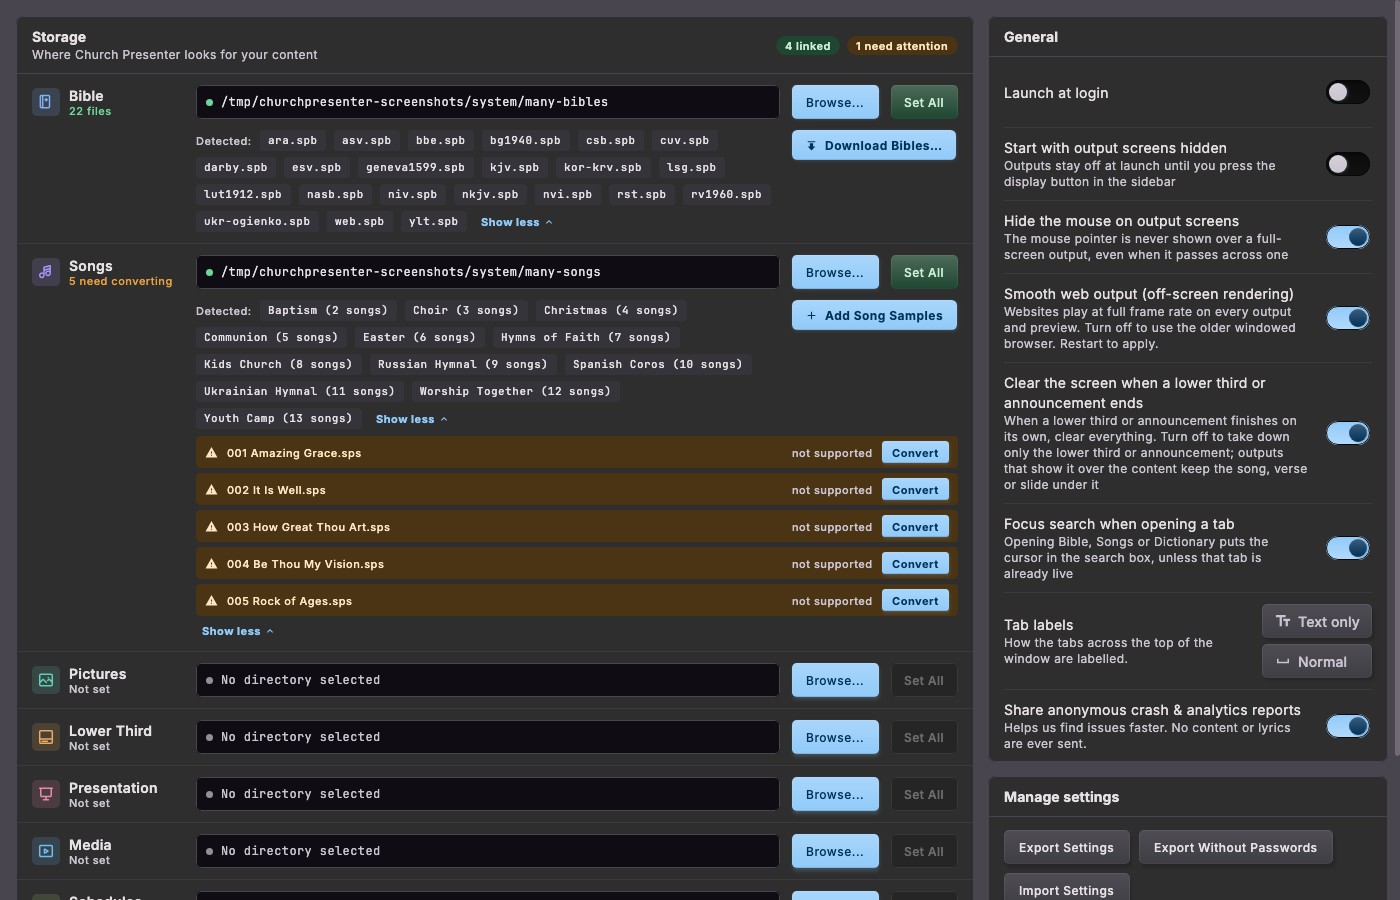 Storage
Where Church Presenter looks for your content
4 linked
1 need attention
Bible
22 files
/tmp/churchpresenter-screenshots/system/many-bibles
Browse...
Set All
Detected: ara.spb asv.spb bbe.spb bg1940.spb csb.spb cuv.spb
Download Bibles...
darby.spb esv.spb geneva1599.spb kjv.spb kor-krv.spb lsg.spb
lut1912.spb nasb.spb niv.spb nkjv.spb nvi.spb rst.spb rv1960.spb
ukr-ogienko.spb web.spb ylt.spb Show less
Songs
5 need converting
/tmp/churchpresenter-screenshots/system/many-songs
Browse...
Set All
Detected: Baptism (2 songs) Choir (3 songs) Christmas (4 songs)
+ Add Song Samples
Communion (5 songs) Easter (6 songs) Hymns of Faith (7 songs)
Kids Church (8 songs) Russian Hymnal (9 songs) Spanish Coros (10 songs)
Ukrainian Hymnal (11 songs) Worship Together (12 songs)
Youth Camp (13 songs) Show less
001 Amazing Grace.sps not supported Convert
002 It Is Well.sps not supported Convert
003 How Great Thou Art.sps not supported Convert
004 Be Thou My Vision.sps not supported Convert
005 Rock of Ages.sps not supported Convert
Show less
Pictures
Not set
No directory selected
Browse...
Set All
Lower Third
Not set
No directory selected
Browse...
Set All
Presentation
Not set
No directory selected
Browse...
Set All
Media
Not set
No directory selected
Browse...
Set All
Schedules
General
Launch at login
Start with output screens hidden
Outputs stay off at launch until you press the
display button in the sidebar
Hide the mouse on output screens
The mouse pointer is never shown over a full-
screen output, even when it passes across one
Smooth web output (off-screen rendering)
Websites play at full frame rate on every output
and preview. Turn off to use the older windowed
browser. Restart to apply.
Clear the screen when a lower third or
announcement ends
When a lower third or announcement finishes on
its own, clear everything. Turn off to take down
only the lower third or announcement; outputs
that show it over the content keep the song, verse
or slide under it
Focus search when opening a tab
Opening Bible, Songs or Dictionary puts the
cursor in the search box, unless that tab is
already live
Tab labels
How the tabs across the top of the
window are labelled.
Tт Text only
Normal
Share anonymous crash & analytics reports
Helps us find issues faster. No content or lyrics
are ever sent.
Manage settings
Export Settings
Export Without Passwords
Import Settings